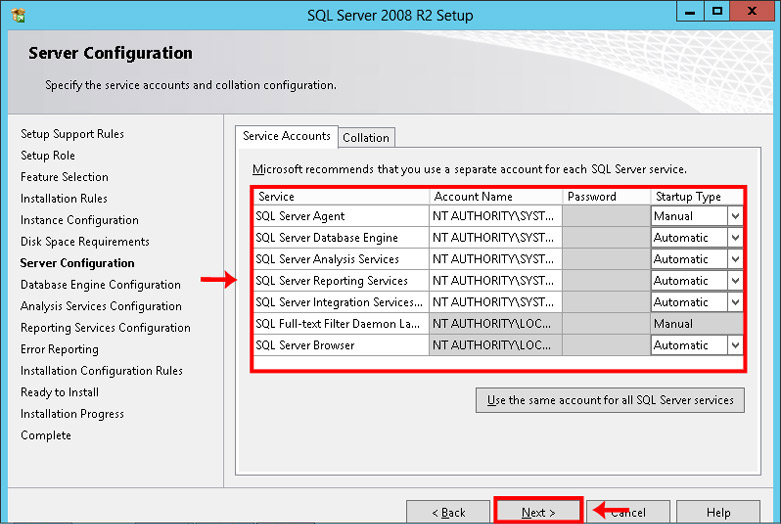 SQL Server 2008 R2 Setup
Server Configuration
Specify the service accounts and collation configuration.
Setup Support Rules
Setup Role
Feature Selection
Installation Rules
Instance Configuration
Disk Space Requirements
Server Configuration
Database Engine Configuration
Analysis Services Configuration
Reporting Services Configuration
Error Reporting
Installation Configuration Rules
Ready to Install
Installation Progress
Complete
Service Accounts Collation
Microsoft recommends that you use a separate account for each SQL Server service.
Service Account Name Password Startup Type
SQL Server Agent NT AUTHORITY\SYST... Manual
SQL Server Database Engine NT AUTHORITY\SYST... Automatic
SQL Server Analysis Services NT AUTHORITY\SYST... Automatic
SQL Server Reporting Services NT AUTHORITY\SYST... Automatic
SQL Server Integration Services... NT AUTHORITY\SYST... Automatic
SQL Full-text Filter Daemon La... NT AUTHORITY\LOC... Manual
SQL Server Browser NT AUTHORITY\LOC... Automatic
Use the same account for all SQL Server services
< Back Next > Cancel Help